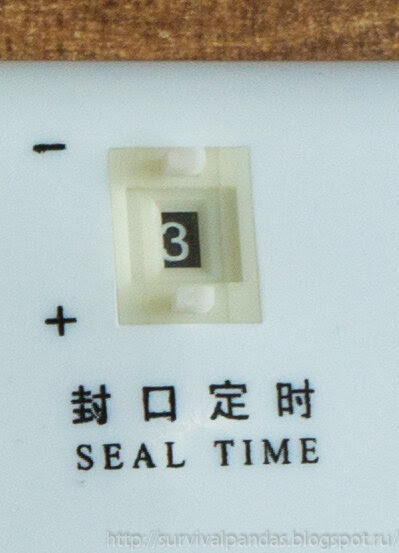 -
3
+
封口定时
SEAL TIME
http://survivalpandas.blogspot.ru/